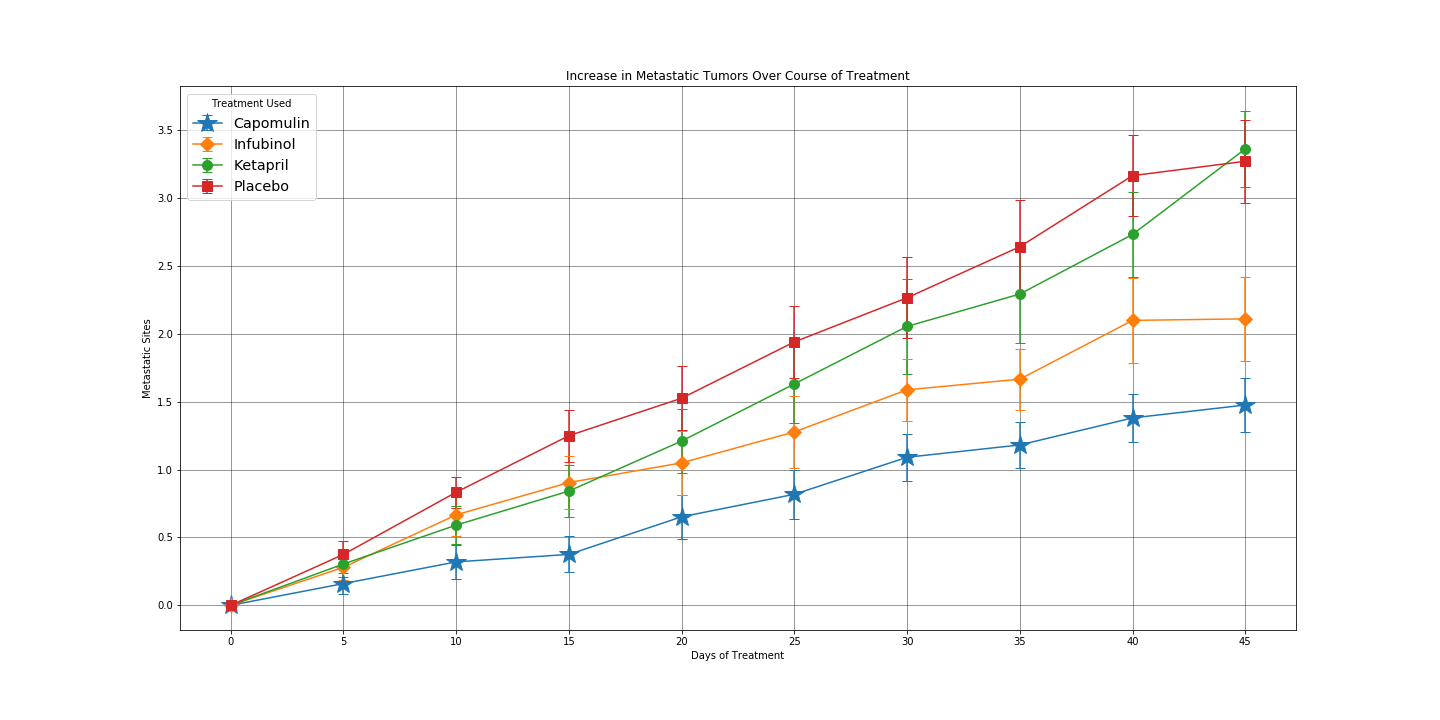 Increase in Metastatic Tumors Over Course of Treatment
Treatment Used
Capomulin
Infubinol
Ketapril
Placebo
Metastatic Sites
3.5
3.0
2.5
2.0
1.5
1.0
0.5
0.0
0 5 10 15 20 25 30 35 40 45
Days of Treatment